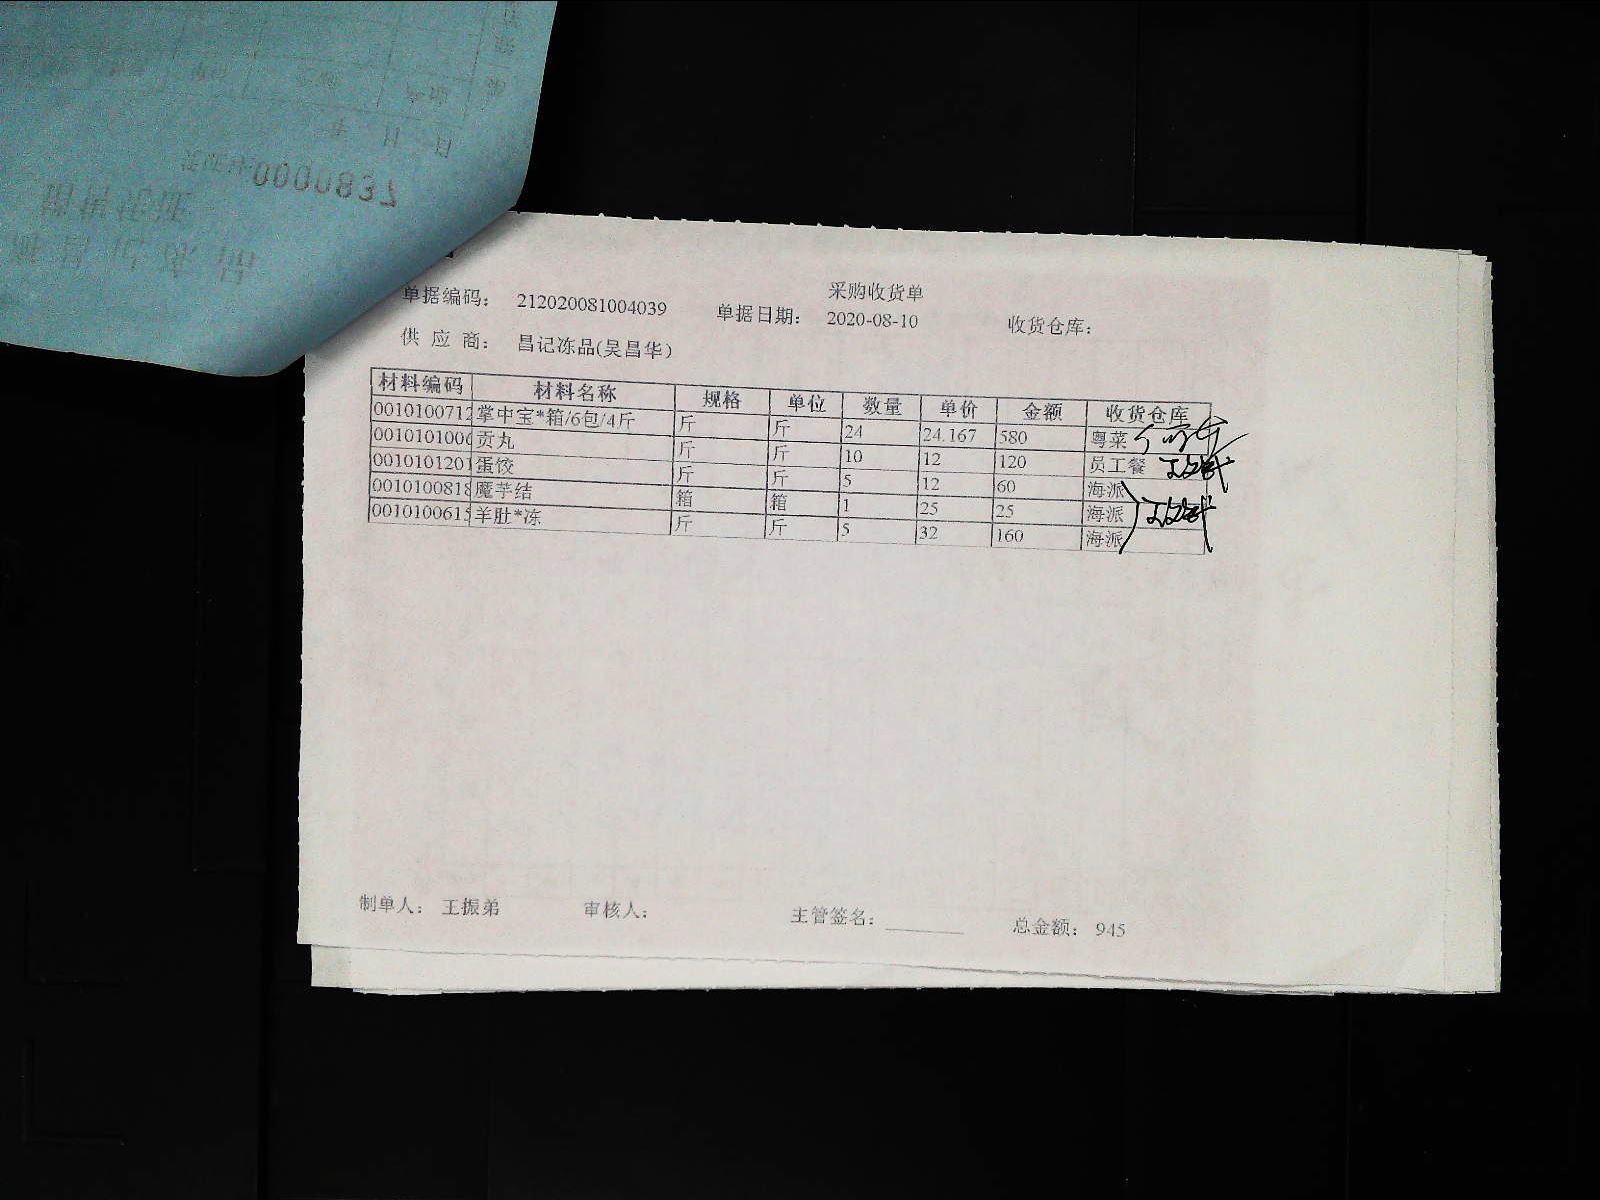 0000837
采购收货单
单据编码： 212020081004039 单据日期： 2020-08-10 收货仓库：
供 应 商： 昌记冻品(吴昌华)
材料编码 材料名称 规格 单位 数量 单价 金额 收货仓库
0010100712 掌中宝*箱/6包/4斤 斤 斤 24 24.167 580 粤菜
001010100 贡丸 斤 斤 10 12 120 员工餐
0010101201 蛋饺 斤 斤 5 12 60 海派
0010100818 魔芋结 箱 箱 1 25 25 海派
0010100615 羊肚*冻 斤 斤 5 32 160 海派
制单人： 王振弟 审核人： 主管签名： 总金额： 945